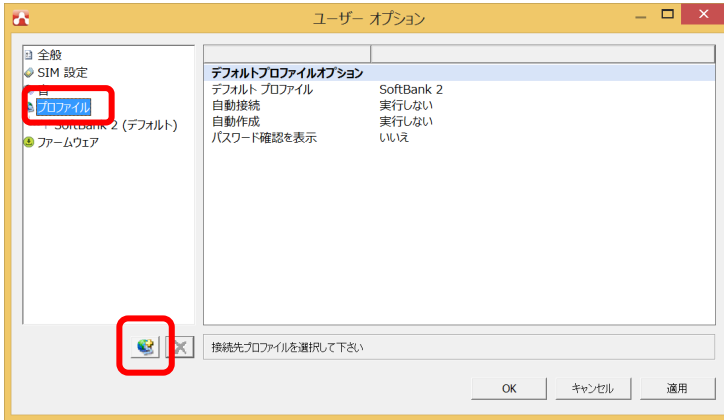 ユーザー オプション
全般
SIM 設定
音
プロファイル
SoftBank 2 (デフォルト)
ファームウェア
デフォルトプロファイルオプション
デフォルト プロファイル SoftBank 2
自動接続 実行しない
自動作成 実行しない
パスワード確認を表示 いいえ
接続先プロファイルを選択して下さい
OK キャンセル 適用